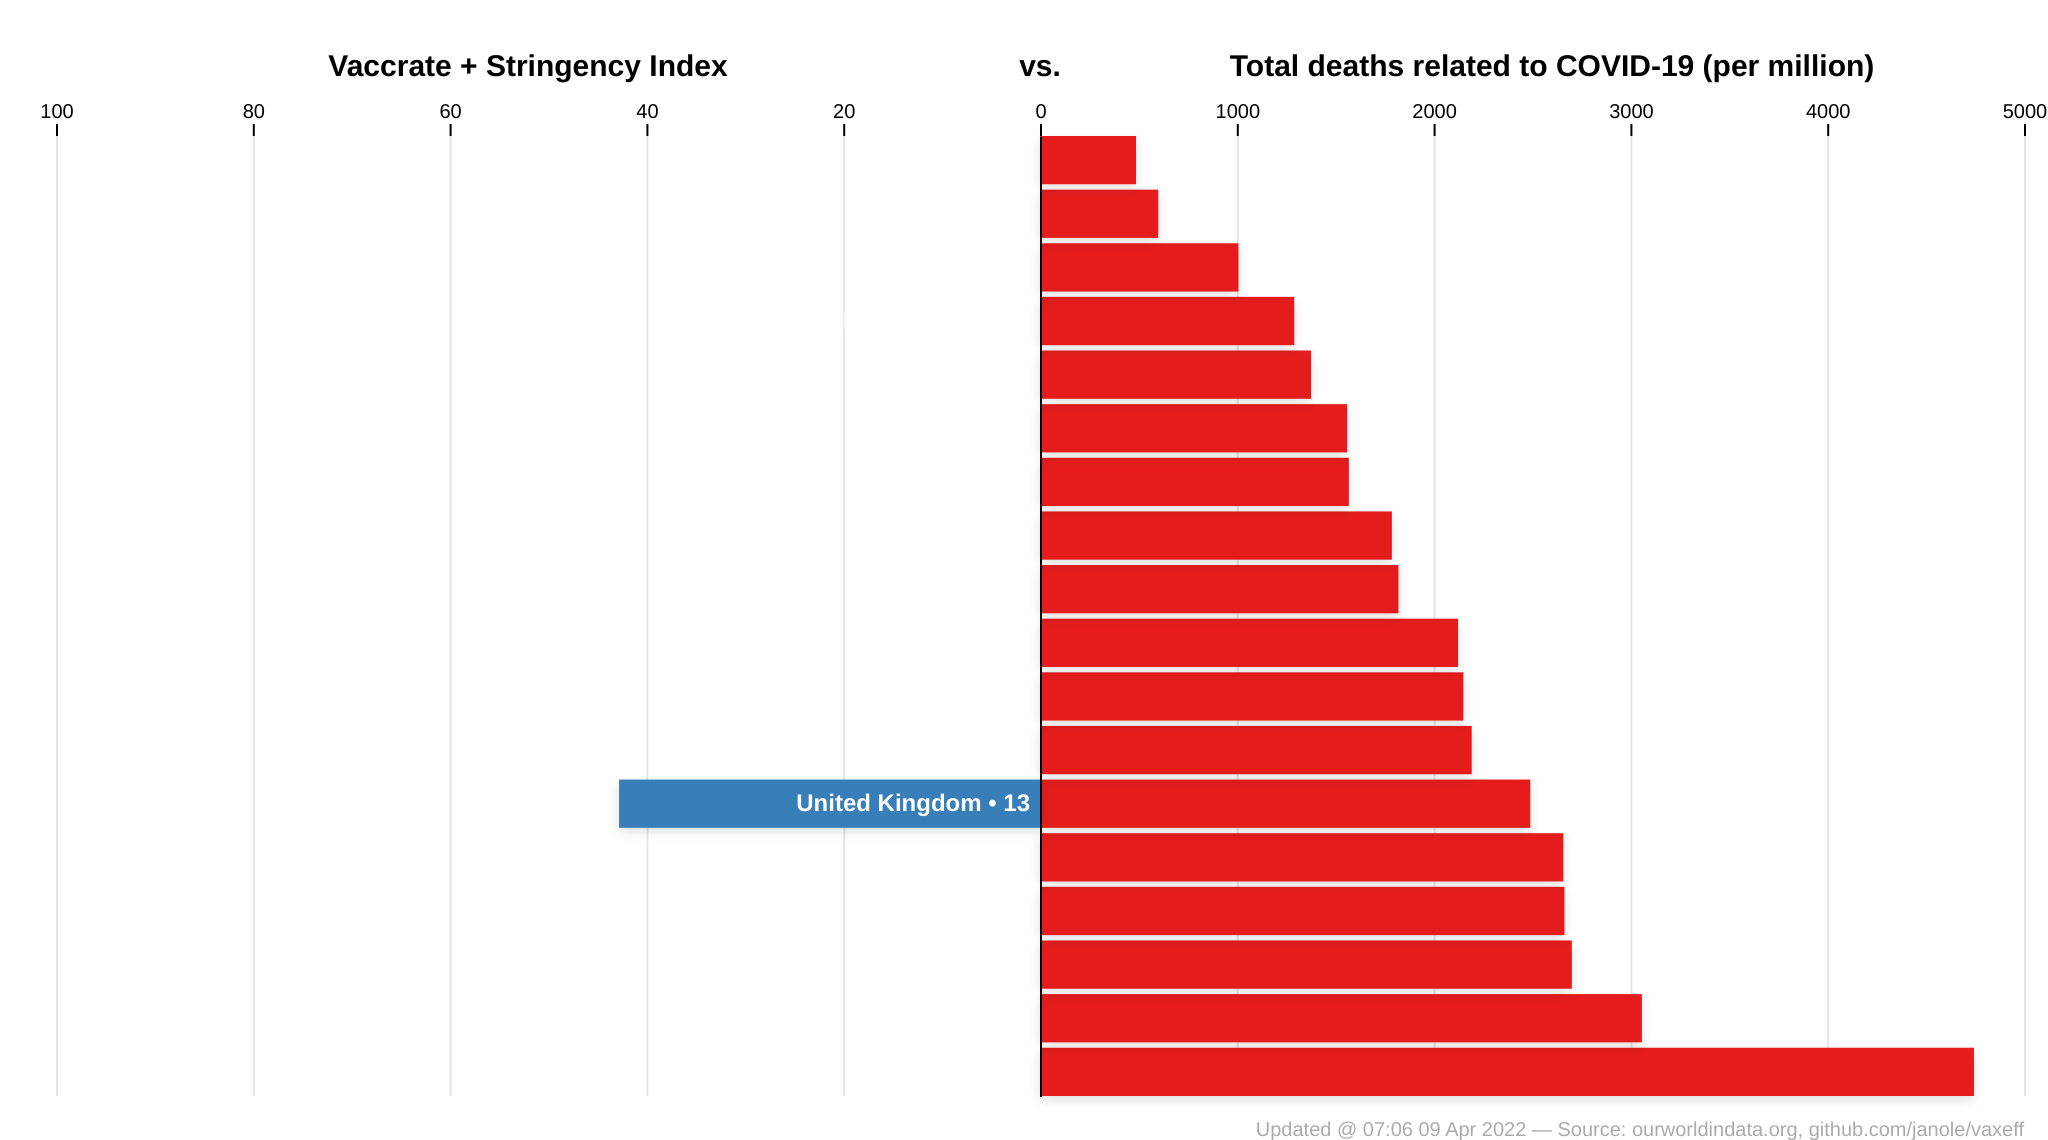 Vaccrate + Stringency Index vs. Total deaths related to COVID-19 (per million)
100 80 60 40 20 0 1000 2000 3000 4000 5000
United Kingdom • 13
Updated @ 07:06 09 Apr 2022 — Source: ourworldindata.org, github.com/janole/vaxeff